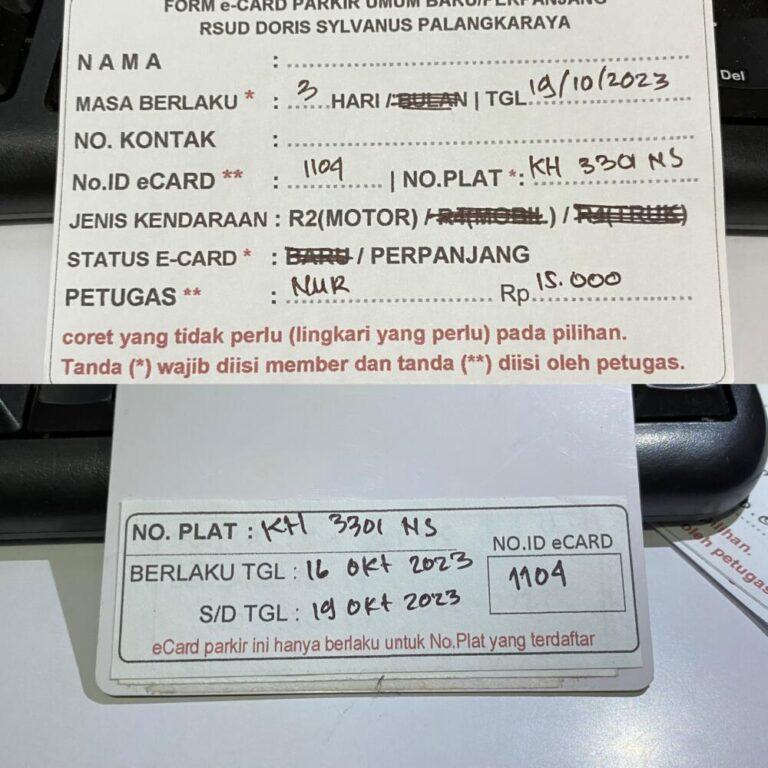 FORM e-CARD PARKIR UMUM BARU/PERPANJANG
RSUD DORIS SYLVANUS PALANGKARAYA
NAMA :
MASA BERLAKU * : 3 HARI / BULAN | TGL 19/10/2023
NO. KONTAK :
No.ID eCARD ** : 1104 | NO.PLAT *: KH 3301 NS
JENIS KENDARAAN : R2(MOTOR) / R4(MOBIL) / R4(TRUK)
STATUS E-CARD * : BARU / PERPANJANG
PETUGAS ** : NUR Rp 15.000
coret yang tidak perlu (lingkari yang perlu) pada pilihan.
Tanda (*) wajib diisi member dan tanda (**) diisi oleh petugas.
Del
NO. PLAT : KH 3301 NS
NO.ID eCARD
BERLAKU TGL : 16 OKt 2023
1104
S/D TGL : 19 OKt 2023
eCard parkir ini hanya berlaku untuk No.Plat yang terdaftar
pilihan.
oleh petugas